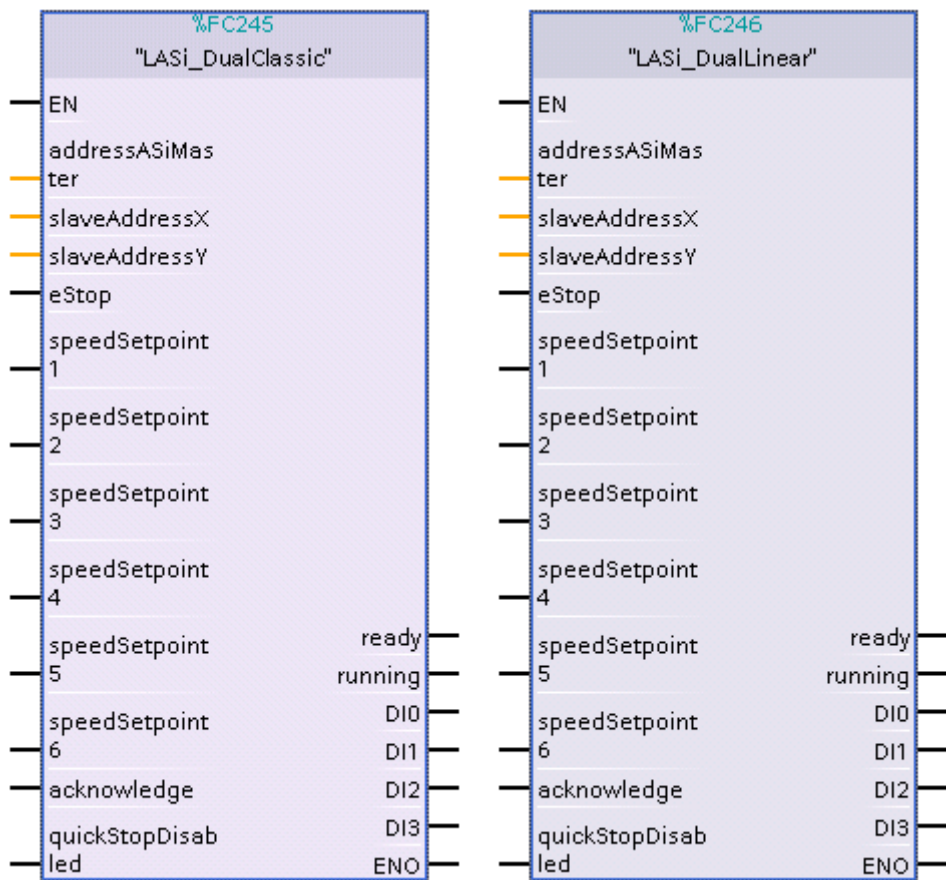 %FC245
"LASi_DualClassic"
EN
addressASiMas
ter
slaveAddressX
slaveAddressY
eStop
speedSetpoint
1
speedSetpoint
2
speedSetpoint
3
speedSetpoint
4
speedSetpoint
5
speedSetpoint
6
acknowledge
quickStopDisab
led
ready
running
DI0
DI1
DI2
DI3
ENO
%FC246
"LASi_DualLinear"
EN
addressASiMas
ter
slaveAddressX
slaveAddressY
eStop
speedSetpoint
1
speedSetpoint
2
speedSetpoint
3
speedSetpoint
4
speedSetpoint
5
speedSetpoint
6
acknowledge
quickStopDisab
led
ready
running
DI0
DI1
DI2
DI3
ENO